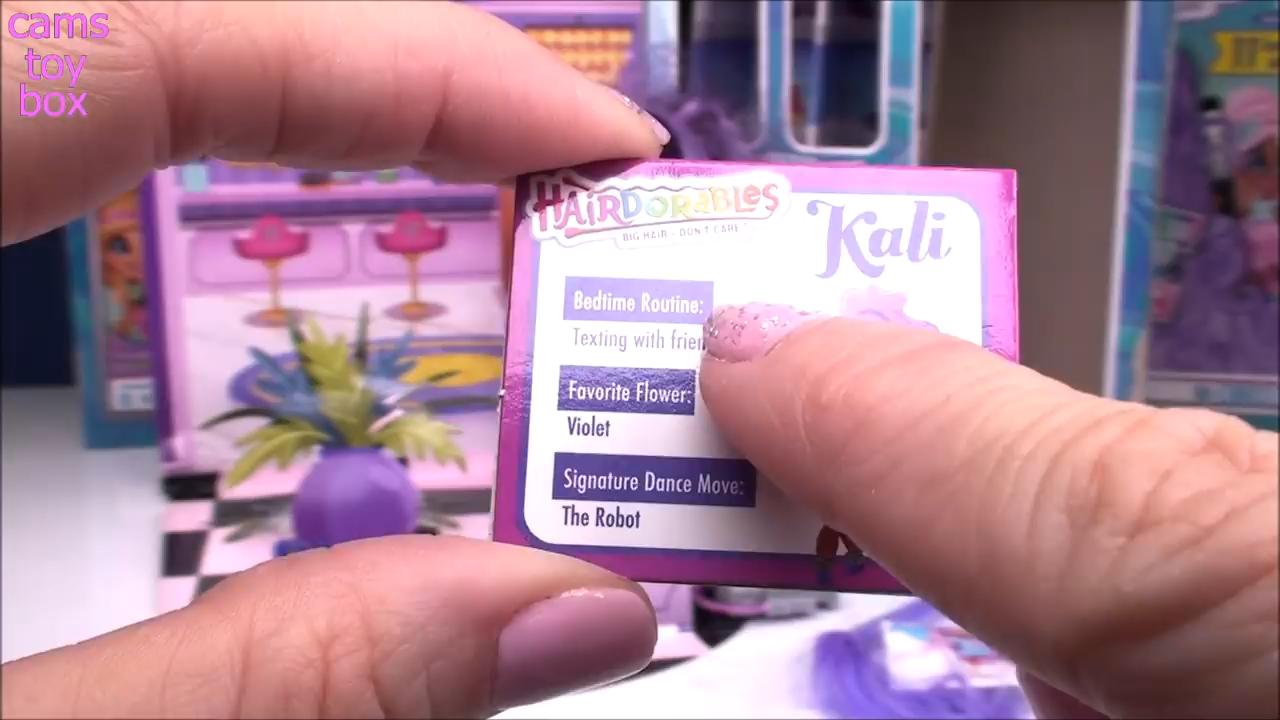 cams
toy
box
HAIRDORABLES
BIG HAIR - DON'T CARE
Kali
Bedtime Routine:
Texting with frien
Favorite Flower:
Violet
Signature Dance Move:
The Robot